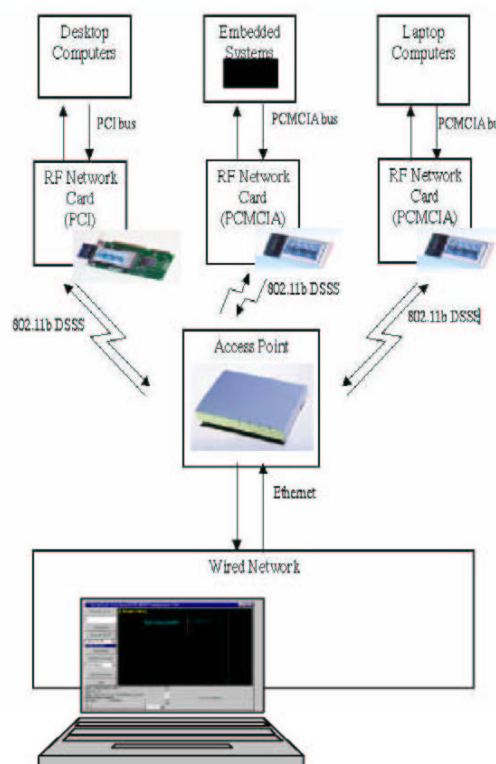 Desktop
Computers
Embedded
Systems
Laptop
Computers
PCI bus
PCMCIA bus
PCMCIA bus
RF Network
Card
(PCI)
RF Network
Card
(PCMCIA)
RF Network
Card
(PCMCIA)
802.11b DSSS
802.11b DSSS
802.11b DSSS
Access Point
Ethernet
Wired Network